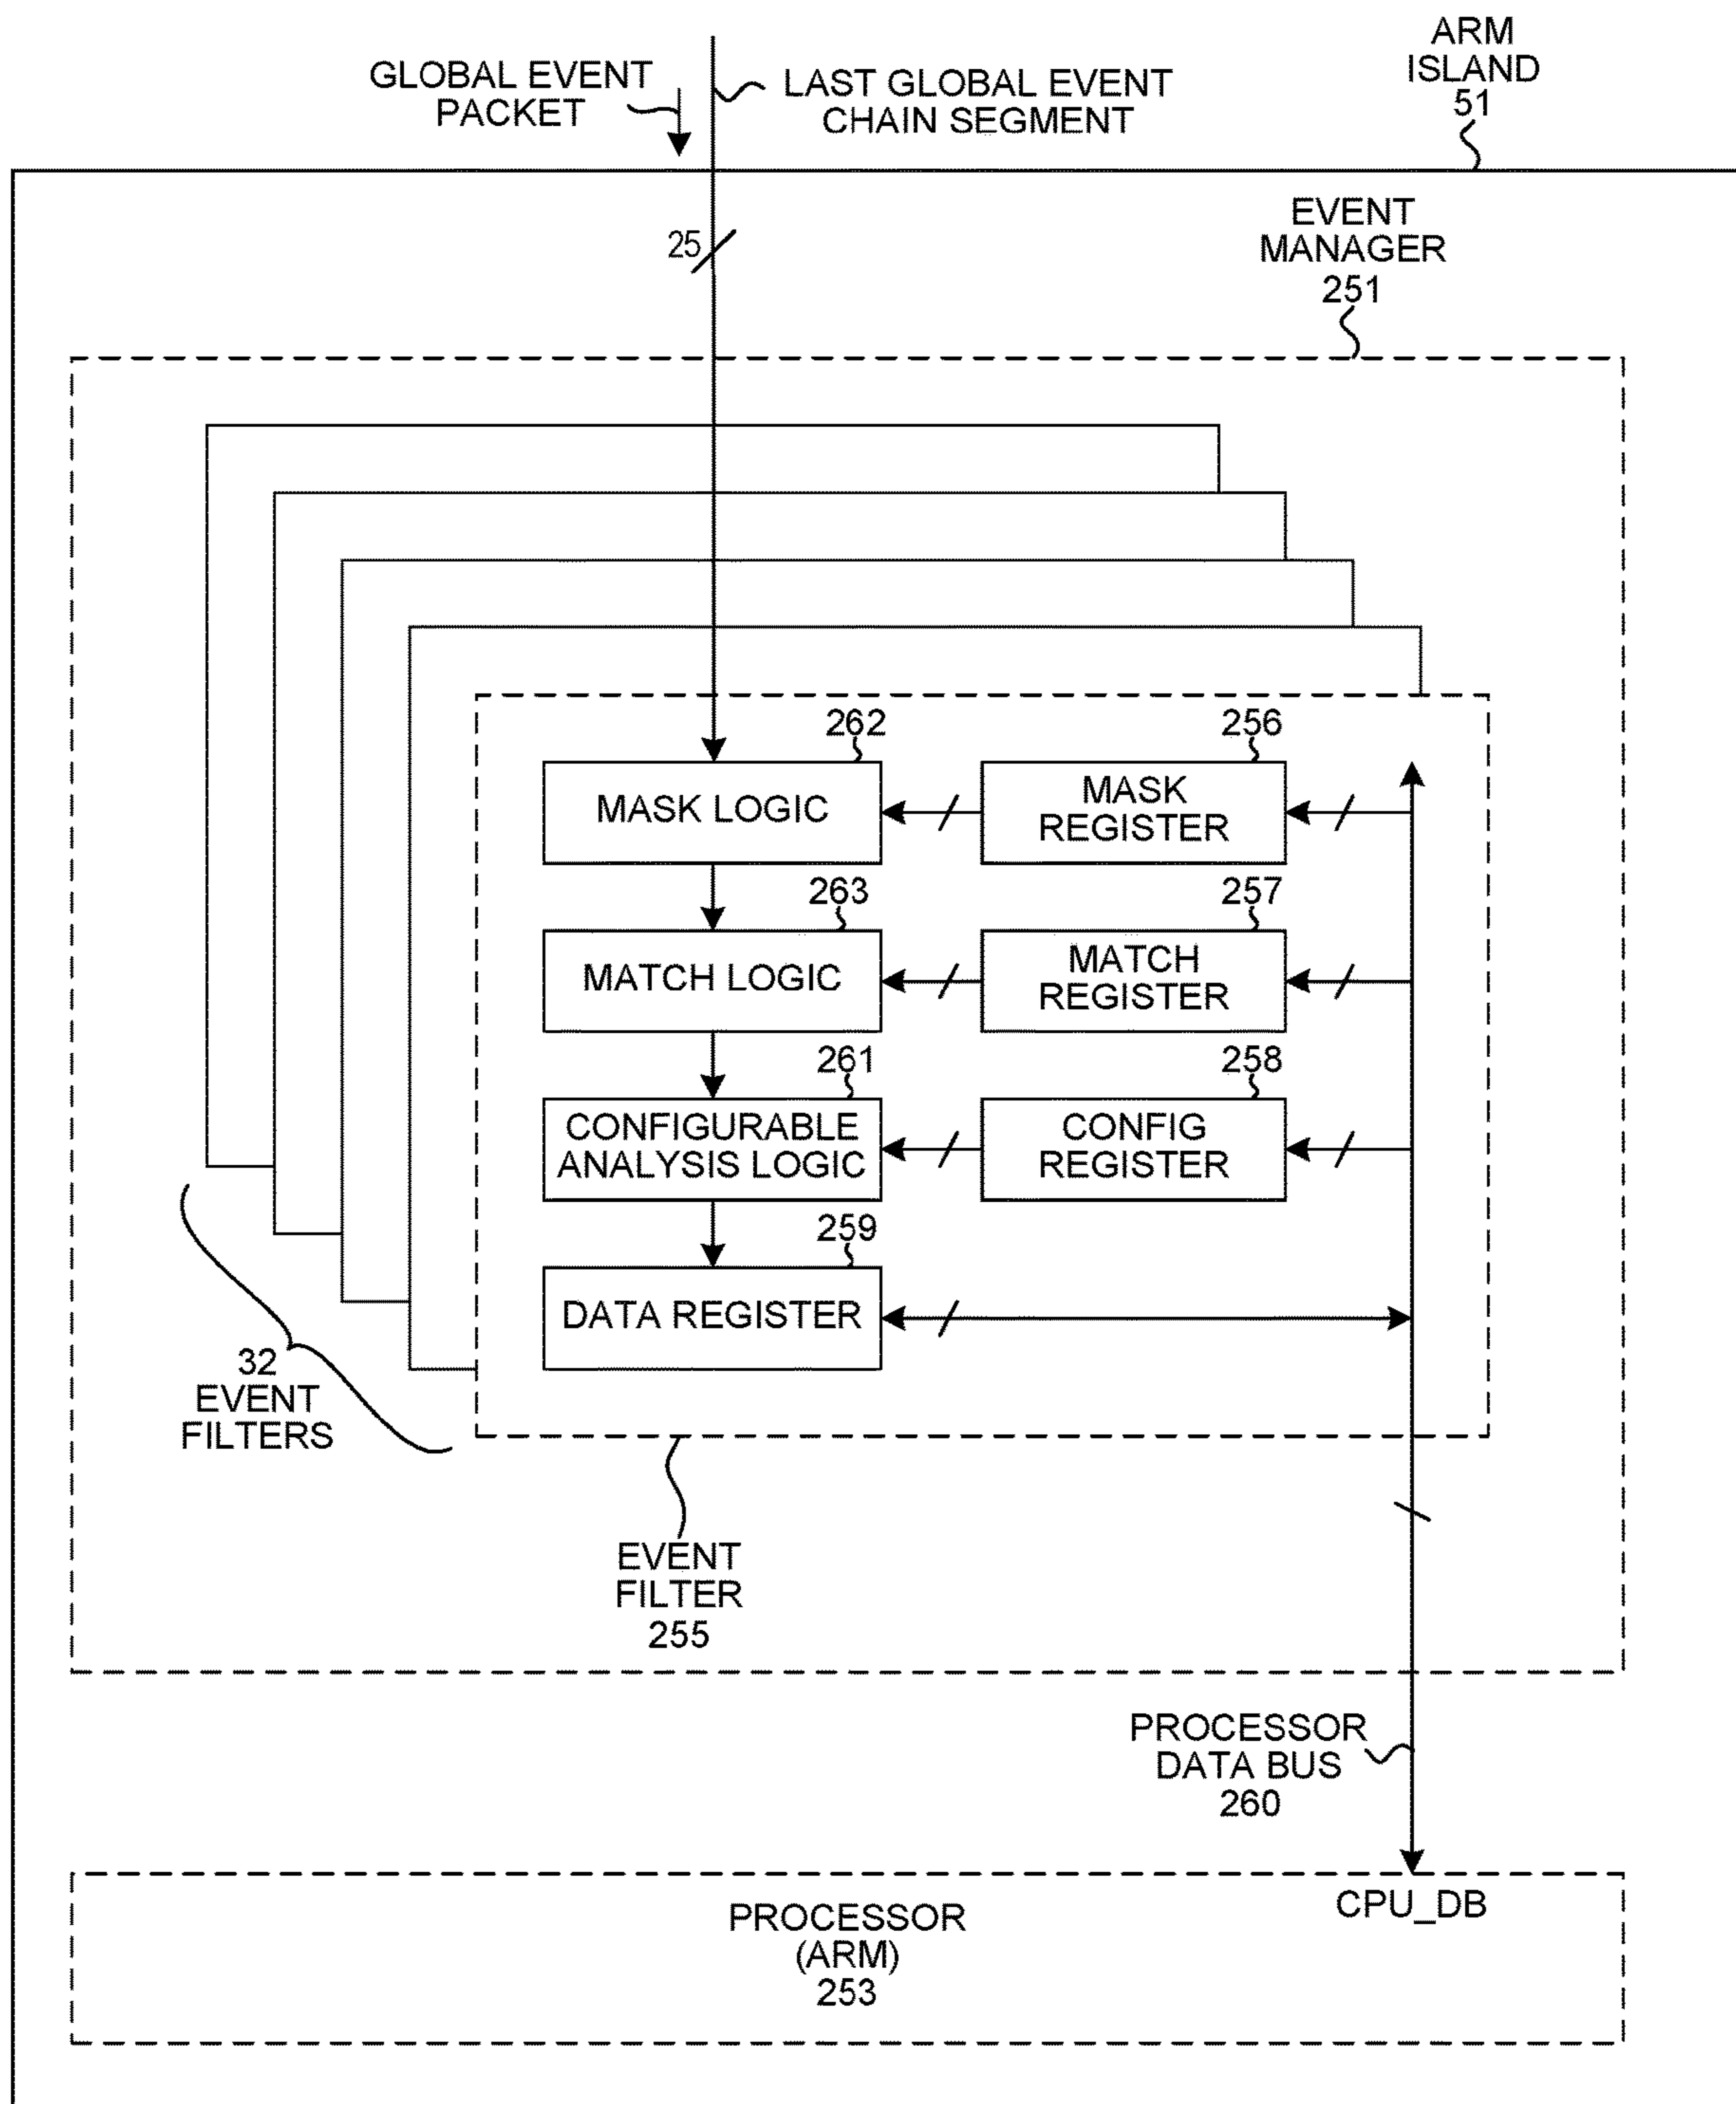 GLOBAL EVENT
PACKET
LAST GLOBAL EVENT
CHAIN SEGMENT
ARM
ISLAND
51
25
EVENT
MANAGER
251
262
256
MASK LOGIC
MASK
REGISTER
263
257
MATCH LOGIC
MATCH
REGISTER
261
258
CONFIGURABLE
ANALYSIS LOGIC
CONFIG
REGISTER
259
DATA REGISTER
32
EVENT
FILTERS
EVENT
FILTER
255
PROCESSOR
DATA BUS
260
CPU_DB
PROCESSOR
(ARM)
253